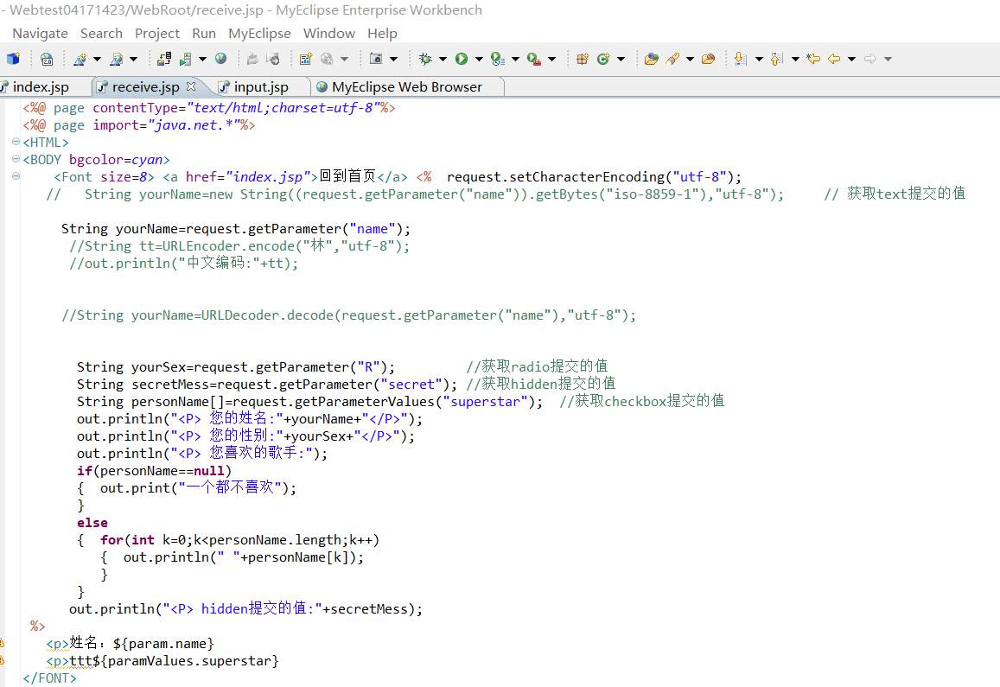 - Webtest04171423/WebRoot/receive.jsp - MyEclipse Enterprise Workbench
Navigate Search Project Run MyEclipse Window Help
index.jsp receive.jsp input.jsp MyEclipse Web Browser
<%@ page contentType="text/html;charset=utf-8"%>
<%@ page import="java.net.*"%>
<HTML>
<BODY bgcolor=cyan>
<Font size=8> <a href="index.jsp">回到首页</a> <% request.setCharacterEncoding("utf-8");
// String yourName=new String((request.getParameter("name")).getBytes("iso-8859-1"),"utf-8"); // 获取text提交的值
String yourName=request.getParameter("name");
//String tt=URLEncoder.encode("林","utf-8");
//out.println("中文编码:"+tt);
//String yourName=URLDecoder.decode(request.getParameter("name"),"utf-8");
String yourSex=request.getParameter("R"); //获取radio提交的值
String secretMess=request.getParameter("secret"); //获取hidden提交的值
String personName[]=request.getParameterValues("superstar"); //获取checkbox提交的值
out.println("<P> 您的姓名:"+yourName+"</P>");
out.println("<P> 您的性别:"+yourSex+"</P>");
out.println("<P> 您喜欢的歌手:");
if(personName==null)
{ out.print("一个都不喜欢");
}
else
{ for(int k=0;k<personName.length;k++)
{ out.println(" "+personName[k]);
}
}
out.println("<P> hidden提交的值:"+secretMess);
%>
<p>姓名：${param.name}
<p>ttt${paramValues.superstar}
</FONT>